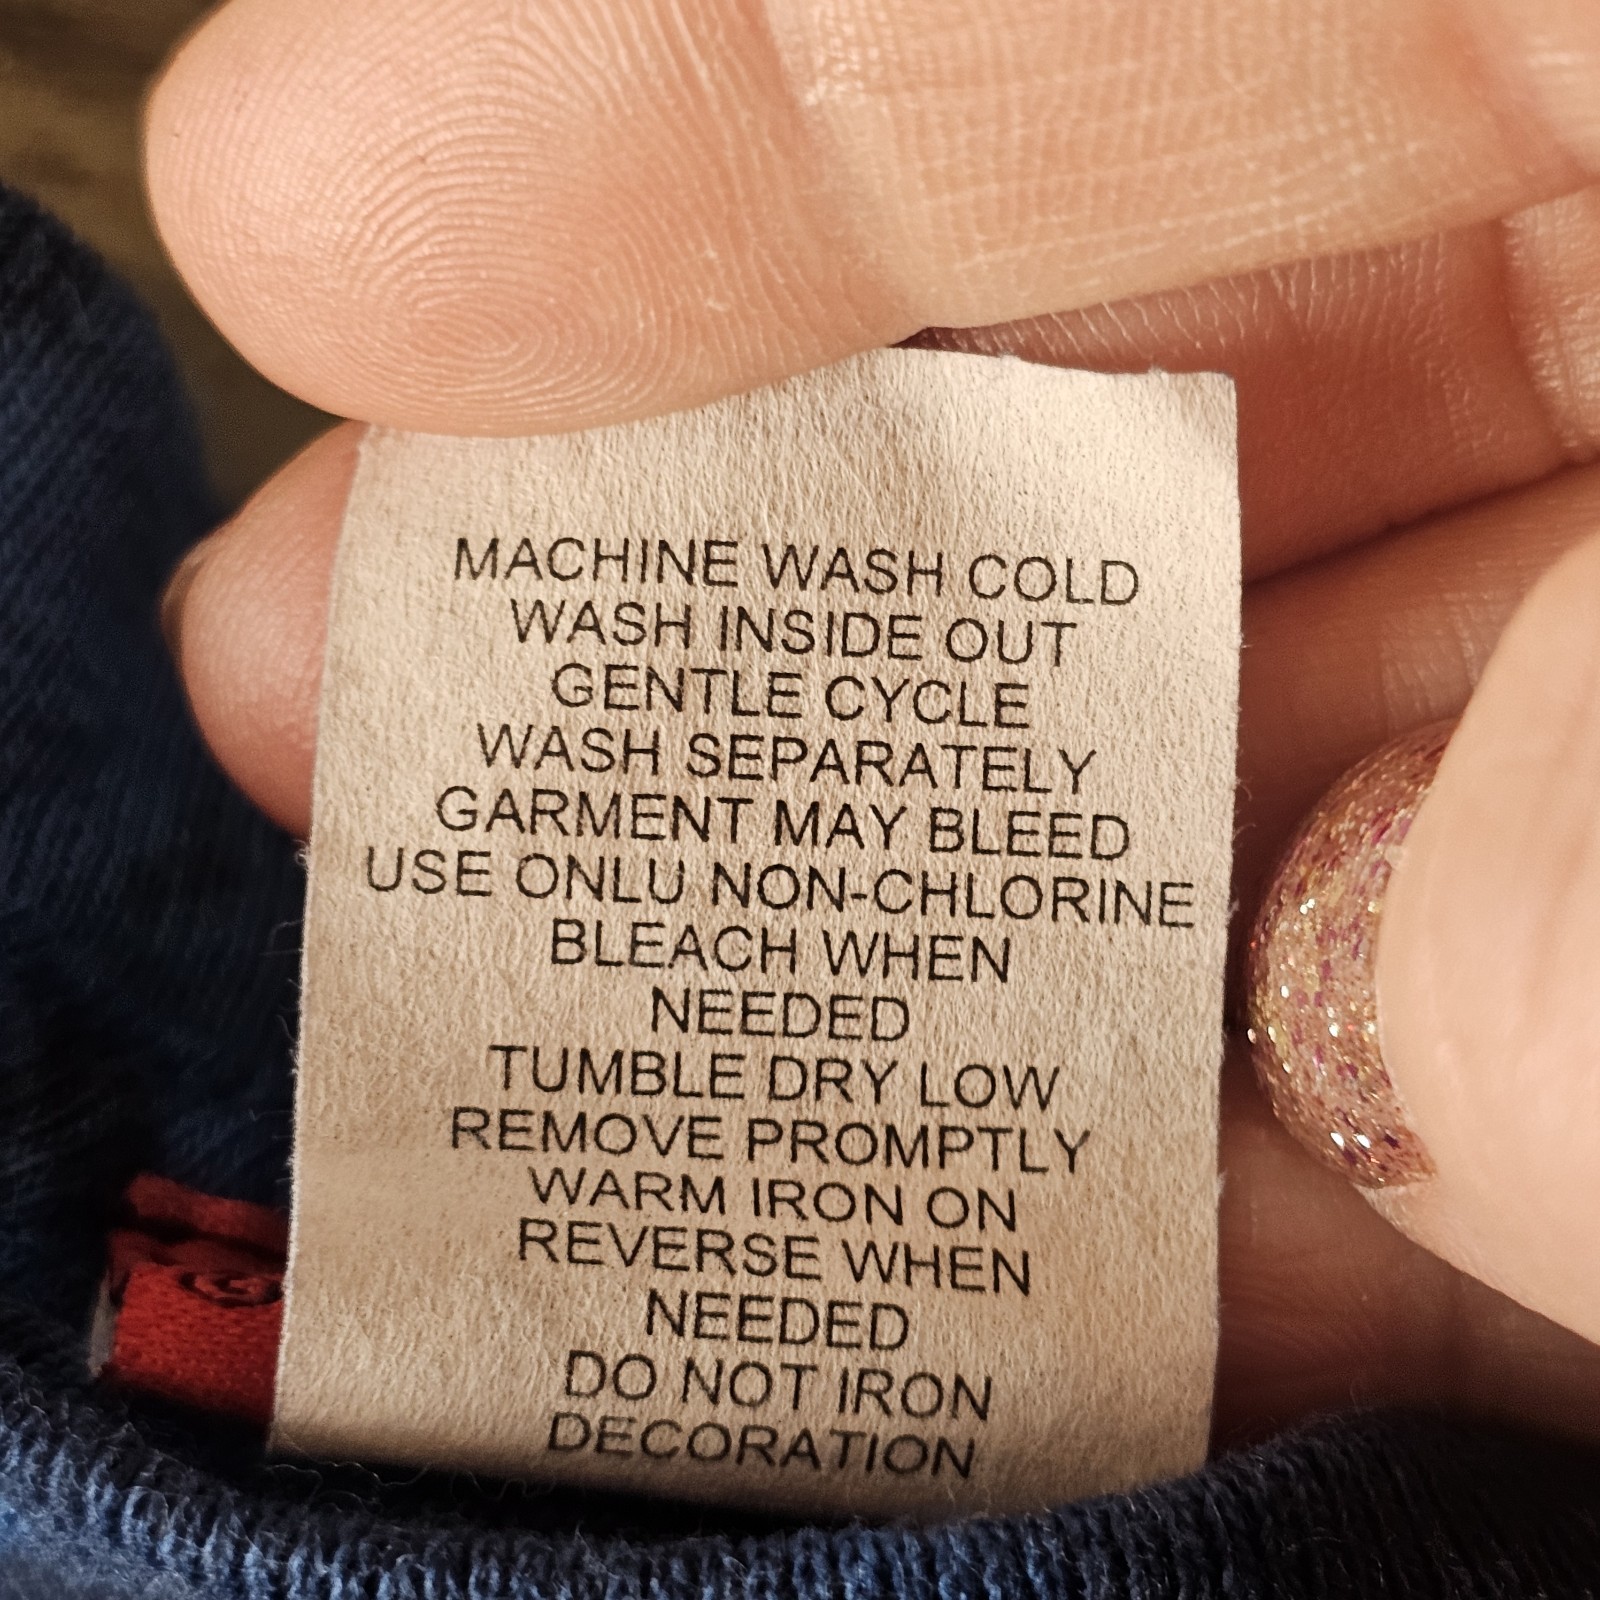 MACHINE WASH COLD
WASH INSIDE OUT
GENTLE CYCLE
WASH SEPARATELY
GARMENT MAY BLEED
USE ONLU NON-CHLORINE
BLEACH WHEN
NEEDED
TUMBLE DRY LOW
REMOVE PROMPTLY
WARM IRON ON
REVERSE WHEN
NEEDED
DO NOT IRON
DECORATION